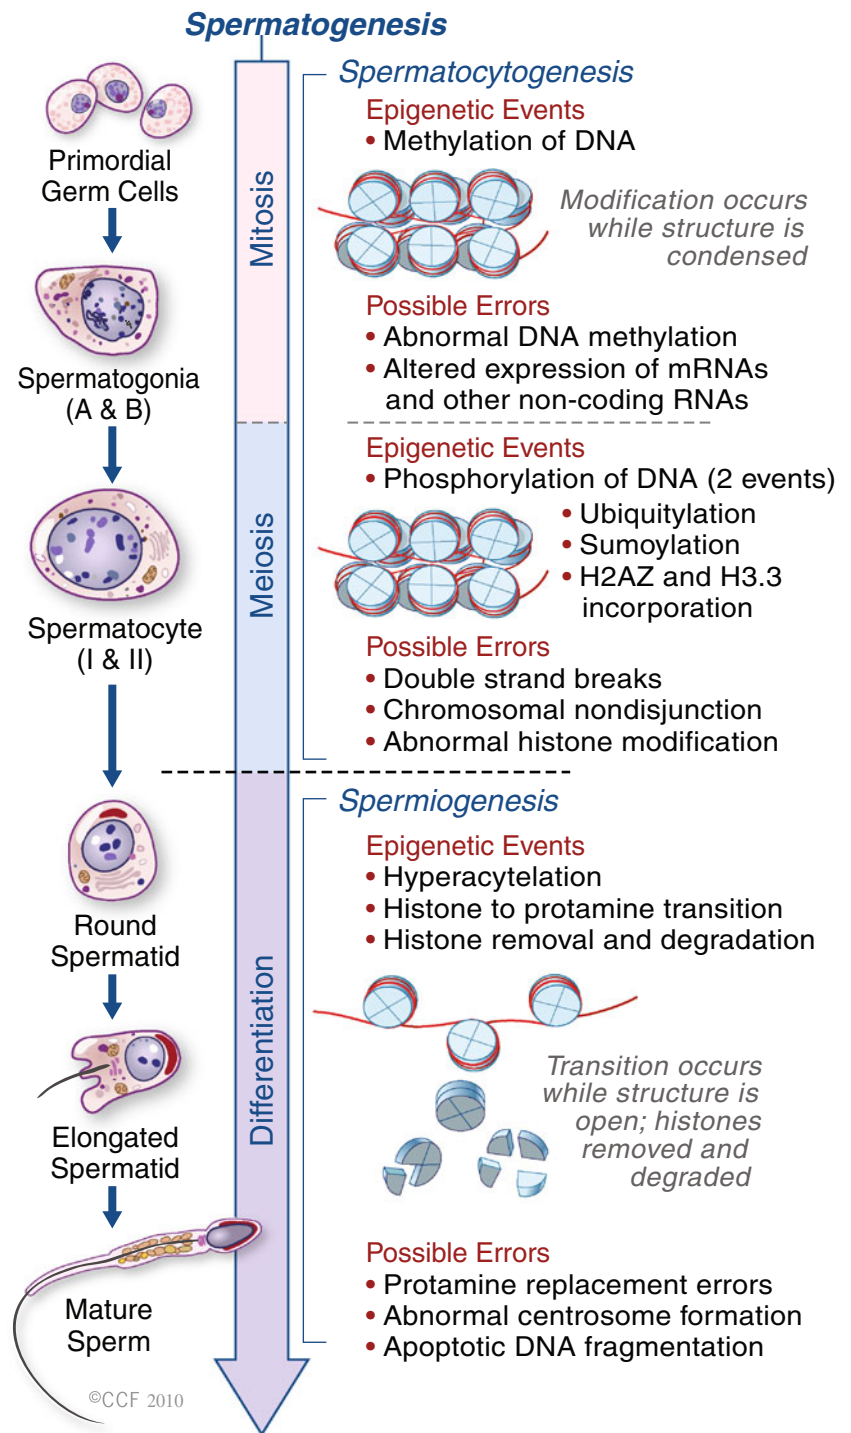 Spermatogenesis
Primordial
Germ Cells
Spermatogonia
(A & B)
Spermatocyte
(I & II)
Round
Spermatid
Elongated
Spermatid
Mature
Sperm
©CCF 2010
Mitosis
Meiosis
Differentiation
Spermatocytogenesis
Epigenetic Events
• Methylation of DNA
Modification occurs
while structure is
condensed
Possible Errors
• Abnormal DNA methylation
• Altered expression of mRNAs
and other non-coding RNAs
Epigenetic Events
• Phosphorylation of DNA (2 events)
• Ubiquitylation
• Sumoylation
• H2AZ and H3.3
incorporation
Possible Errors
• Double strand breaks
• Chromosomal nondisjunction
• Abnormal histone modification
Spermiogenesis
Epigenetic Events
• Hyperacytelation
• Histone to protamine transition
• Histone removal and degradation
Transition occurs
while structure is
open; histones
removed and
degraded
Possible Errors
• Protamine replacement errors
• Abnormal centrosome formation
• Apoptotic DNA fragmentation